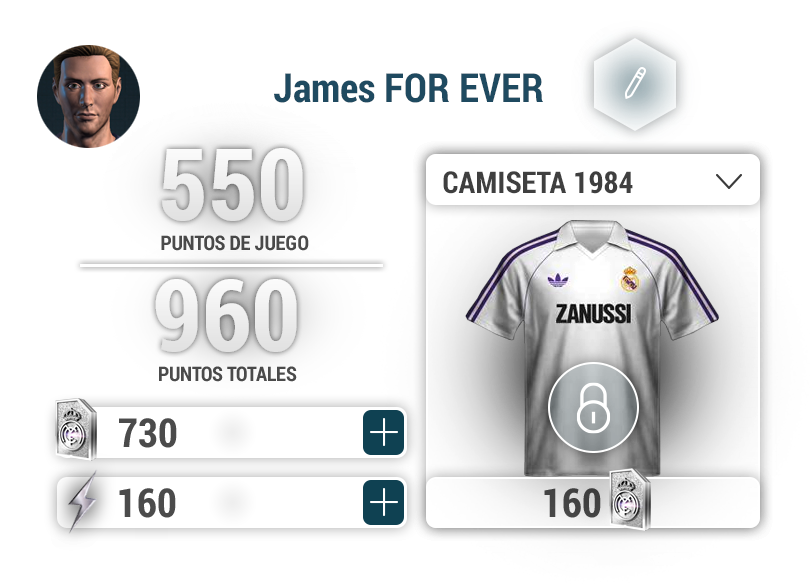 James FOR EVER
550
PUNTOS DE JUEGO
960
PUNTOS TOTALES
730
160
CAMISETA 1984
ZANUSSI
160